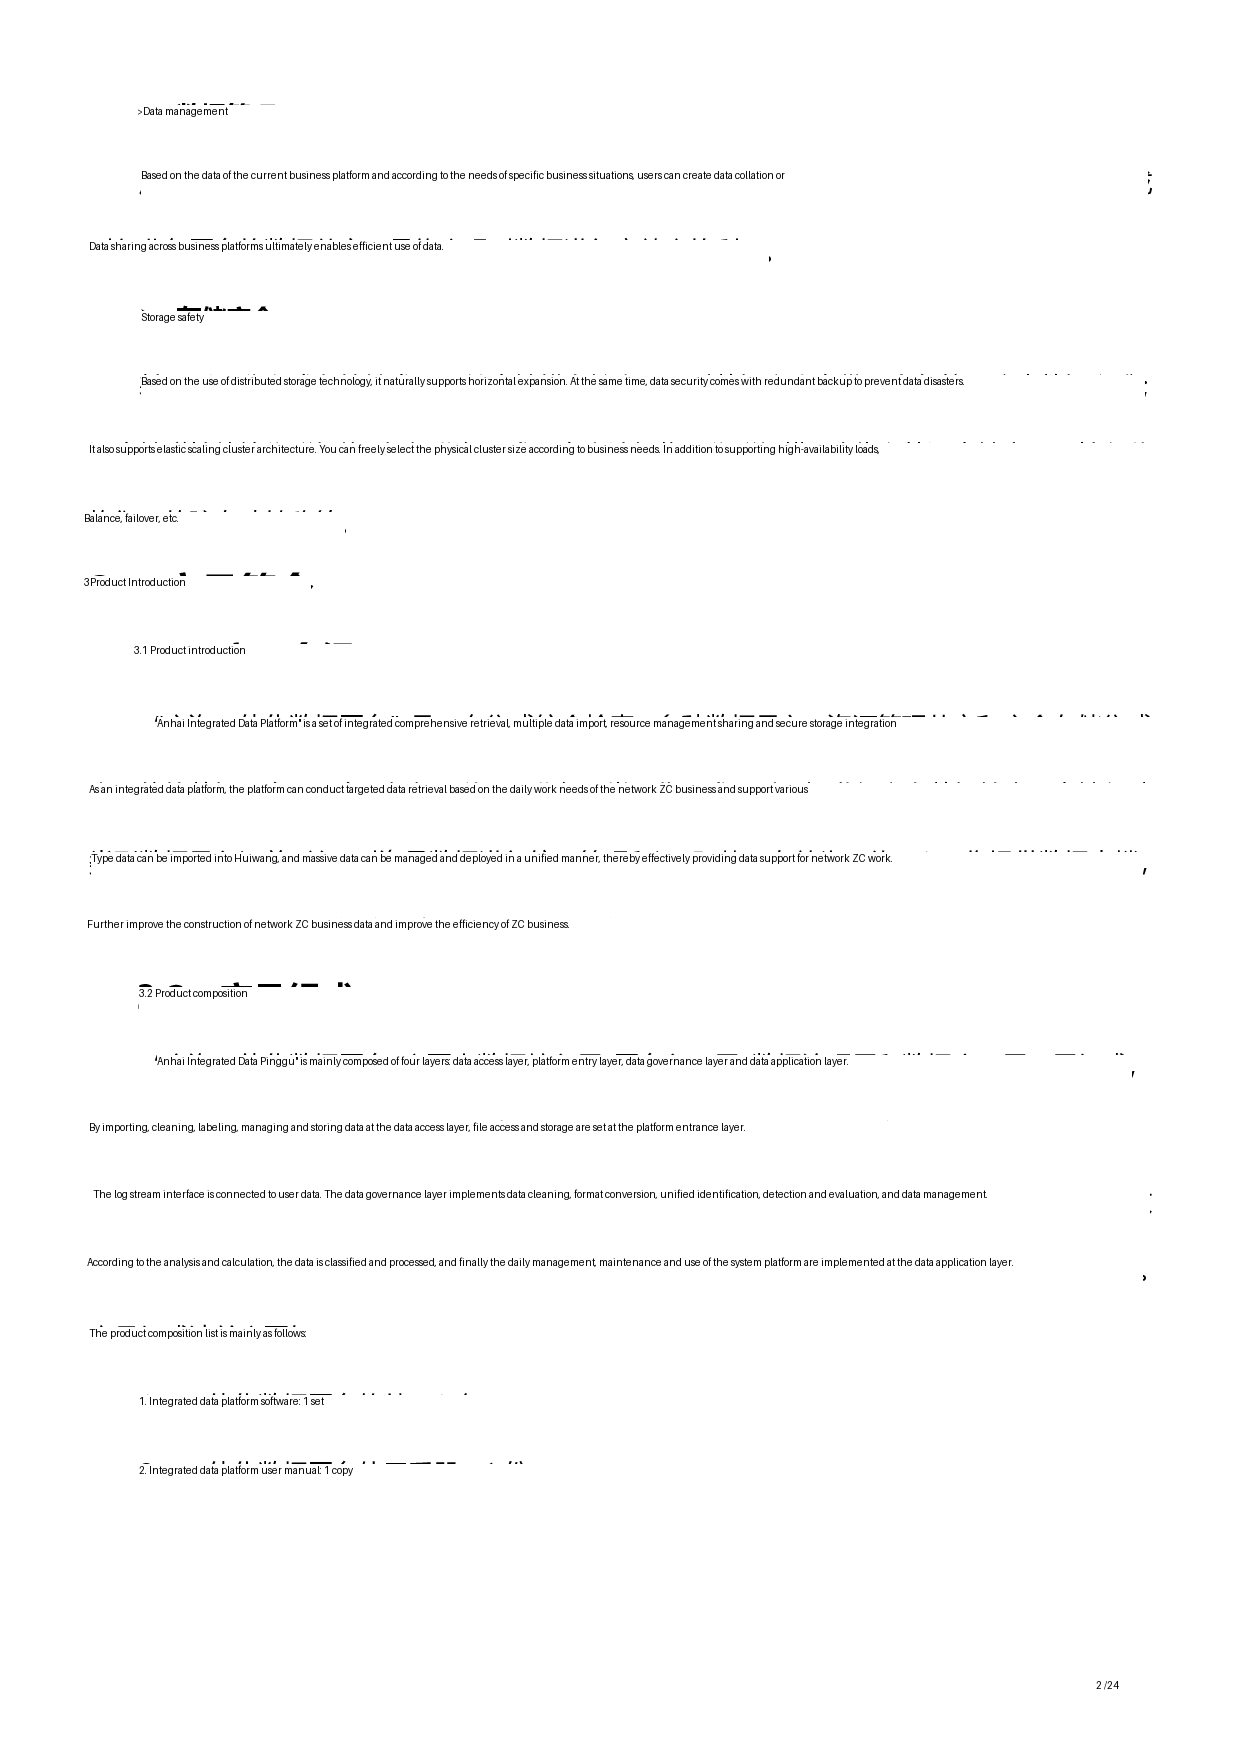 >Data management
Based on the data of the current business platform and according to the needs of specific business situations, users can create data collation or
Data sharing across business platforms ultimately enables efficient use of data.
Storage safety
Based on the use of distributed storage technology, it naturally supports horizontal expansion. At the same time, data security comes with redundant backup to prevent data disasters.
It also supports elastic scaling cluster architecture. You can freely select the physical cluster size according to business needs. In addition to supporting high-availability loads,
Balance, failover, etc.
3Product Introduction
3.1 Product introduction
"Anhai Integrated Data Platform" is a set of integrated comprehensive retrieval, multiple data import, resource management sharing and secure storage integration
As an integrated data platform, the platform can conduct targeted data retrieval based on the daily work needs of the network ZC business and support various
Type data can be imported into Huiwang, and massive data can be managed and deployed in a unified manner, thereby effectively providing data support for network ZC work.
Further improve the construction of network ZC business data and improve the efficiency of ZC business.
3.2 Product composition
"Anhai Integrated Data Pinggu" is mainly composed of four layers: data access layer, platform entry layer, data governance layer and data application layer.
By importing, cleaning, labeling, managing and storing data at the data access layer, file access and storage are set at the platform entrance layer.
The log stream interface is connected to user data. The data governance layer implements data cleaning, format conversion, unified identification, detection and evaluation, and data management.
According to the analysis and calculation, the data is classified and processed, and finally the daily management, maintenance and use of the system platform are implemented at the data application layer.
The product composition list is mainly as follows:
1. Integrated data platform software: 1 set
2. Integrated data platform user manual: 1 copy
2 /24